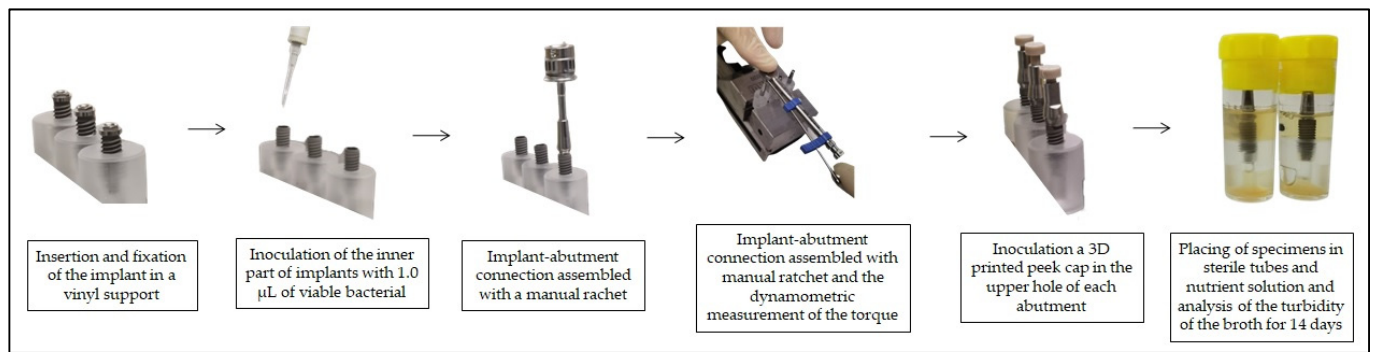 Insertion and fixation
of the implant in a
vinyl support
Inoculation of the inner
part of implants with 1.0
μL of viable bacterial
Implant-abutment
connection assembled
with a manual rachet
Implant-abutment
connection assembled with
manual ratchet and the
dynamometric
measurement of the torque
Inoculation a 3D
printed peek cap in the
upper hole of each
abutment
Placing of specimens in
sterile tubes and
nutrient solution and
analysis of the turbidity
of the broth for 14 days